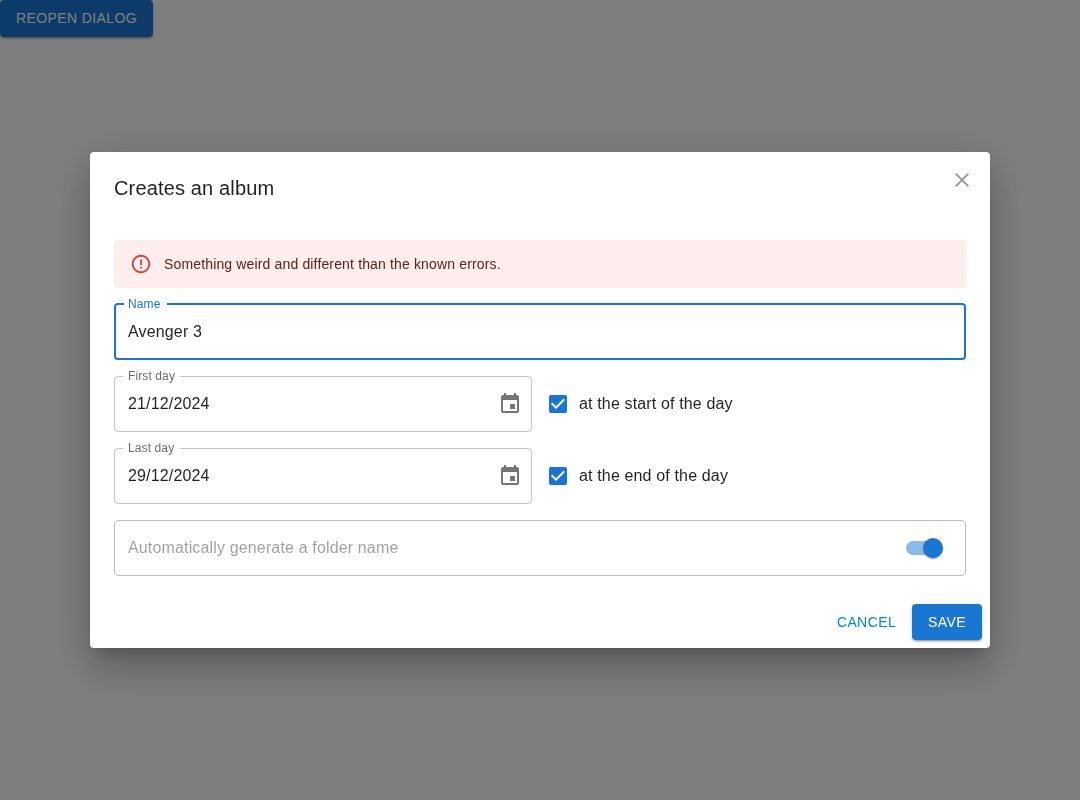 REOPEN DIALOG
Creates an album
Something weird and different than the known errors.
Name
Avenger 3
First day
21/12/2024
at the start of the day
Last day
29/12/2024
at the end of the day
Automatically generate a folder name
CANCEL
SAVE